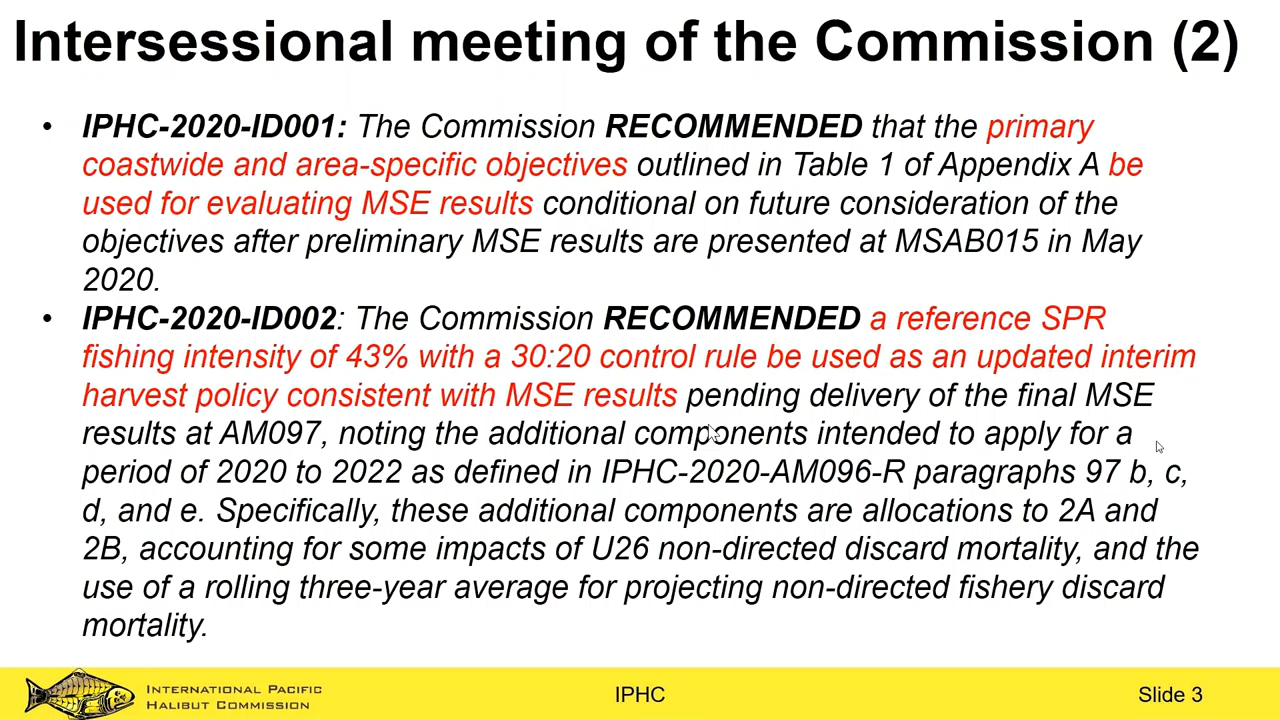 Intersessional meeting of the Commission (2)
• IPHC-2020-ID001: The Commission RECOMMENDED that the primary
coastwide and area-specific objectives outlined in Table 1 of Appendix A be
used for evaluating MSE results conditional on future consideration of the
objectives after preliminary MSE results are presented at MSAB015 in May
2020.
• IPHC-2020-ID002: The Commission RECOMMENDED a reference SPR
fishing intensity of 43% with a 30:20 control rule be used as an updated interim
harvest policy consistent with MSE results pending delivery of the final MSE
results at AM097, noting the additional components intended to apply for a
period of 2020 to 2022 as defined in IPHC-2020-AM096-R paragraphs 97 b, c,
d, and e. Specifically, these additional components are allocations to 2A and
2B, accounting for some impacts of U26 non-directed discard mortality, and the
use of a rolling three-year average for projecting non-directed fishery discard
mortality.
INTERNATIONAL PACIFIC
HALIBUT COMMISSION
IPHC
Slide 3